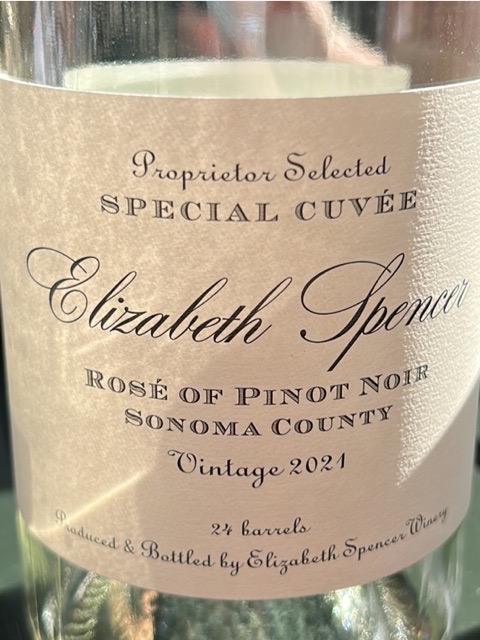 Proprietor Selected
SPECIAL CUVÉE
Elizabeth Spencer
ROSÉ OF PINOT NOIR
SONOMA COUNTY
Vintage 2021
24 barrels
Produced & Bottled by Elizabeth Spencer Winery